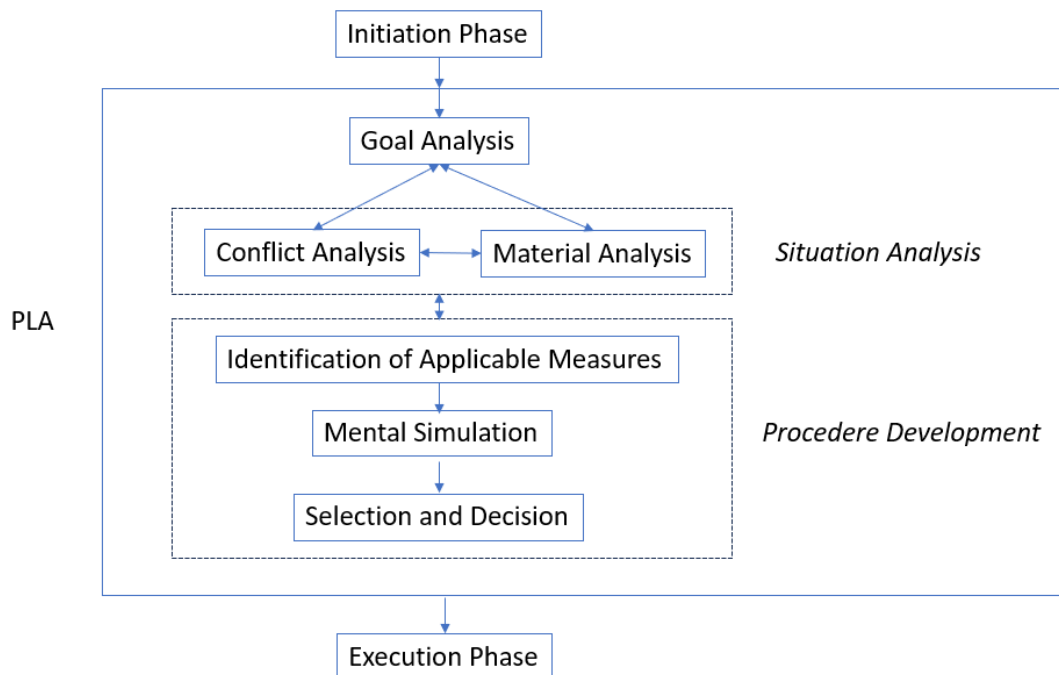 Initiation Phase
Goal Analysis
Conflict Analysis
Material Analysis
Situation Analysis
PLA
Identification of Applicable Measures
Mental Simulation
Procedere Development
Selection and Decision
Execution Phase